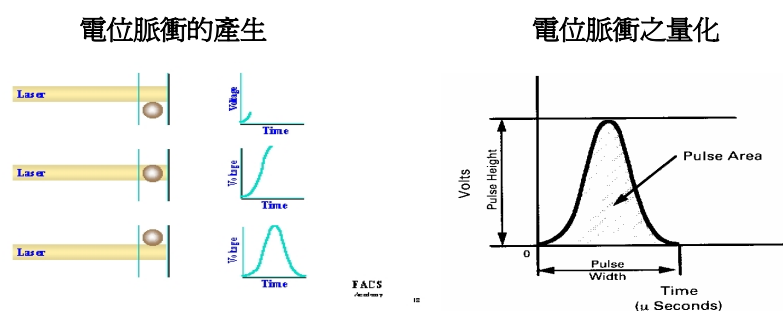 電位脈衝的產生
Laser
Voltage
Time
Laser
Voltage
Time
Laser
Voltage
Time
FACS
Academy
電位脈衝之量化
Volts
Pulse Height
Pulse Area
0
Pulse
Width
Time
(μ Seconds)